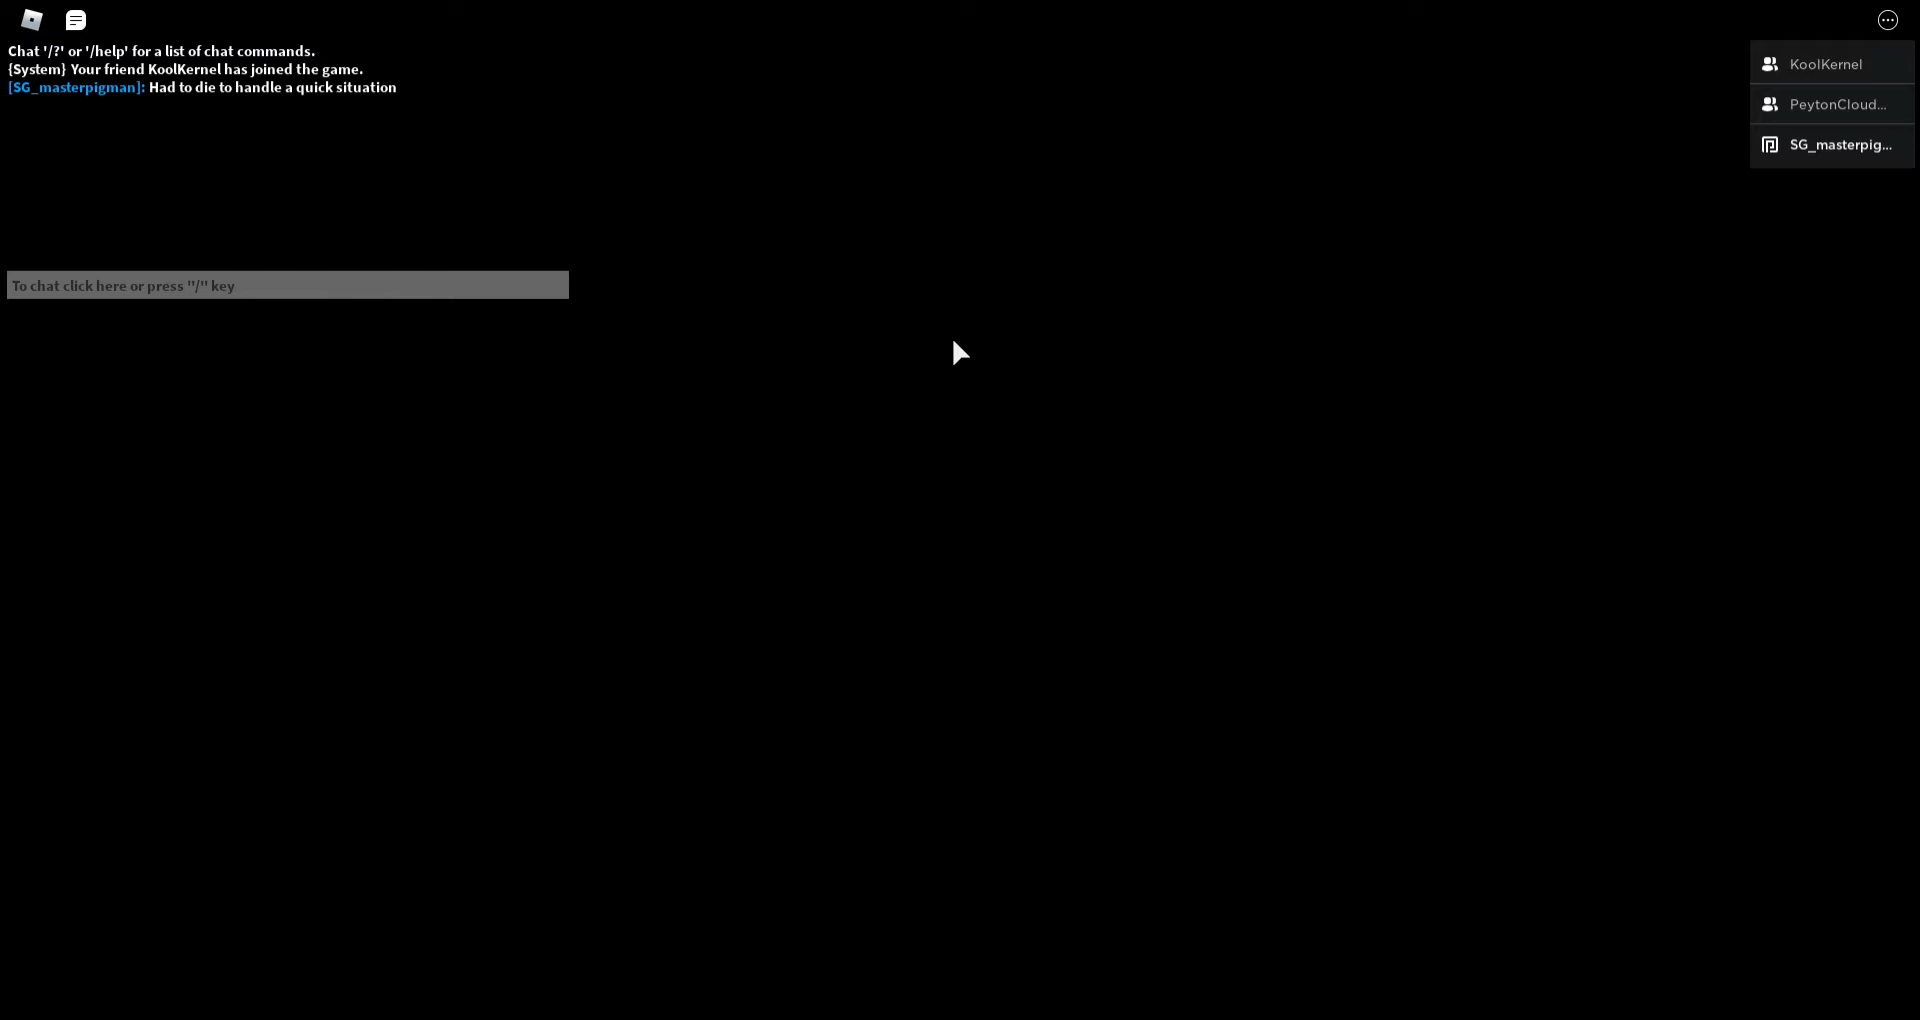 Chat '/?' or '/help' for a list of chat commands.
{System} Your friend KoolKernel has joined the game.
[SG_masterpigman]: Had to die to handle a quick situation
To chat click here or press "/" key
KoolKernel
PeytonCloud...
SG_masterpig...